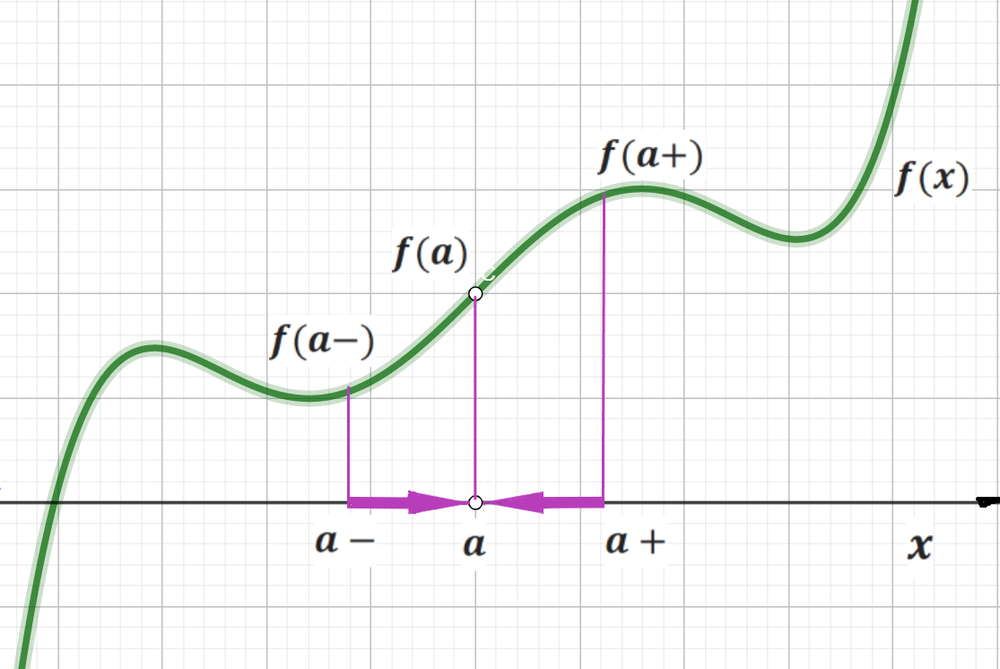 f(a+)
f(x)
f(a)
f(a−)
a −
a
a +
x